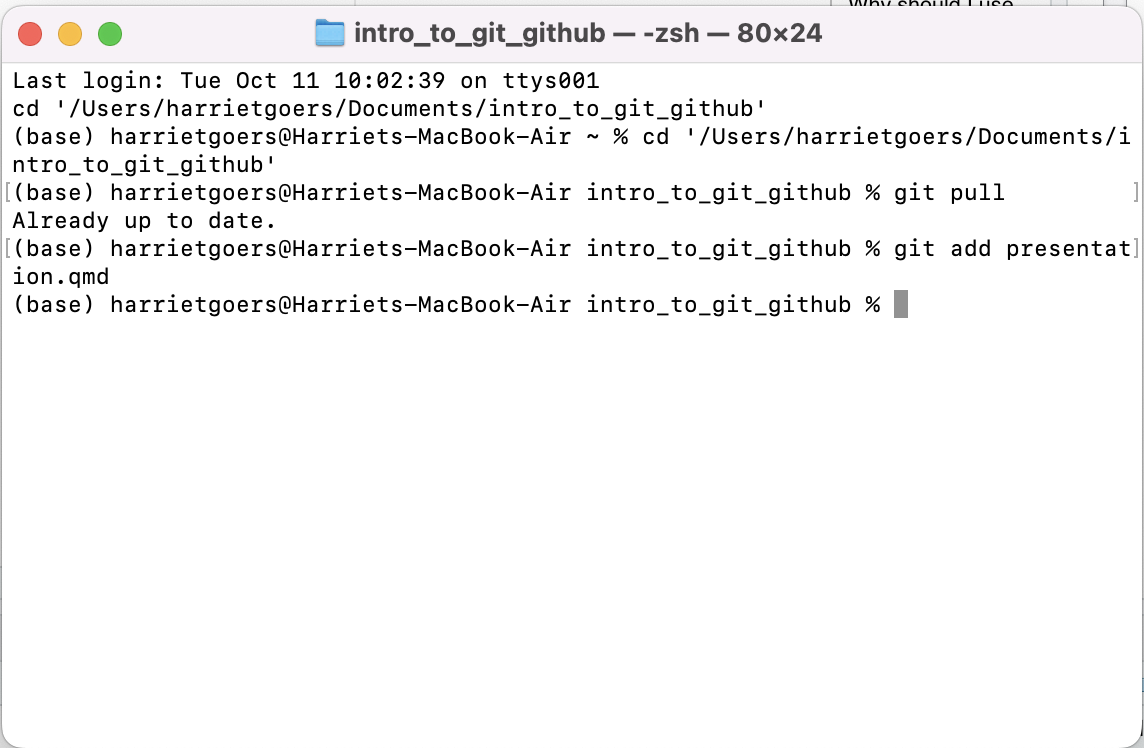 Why should I use
intro_to_git_github — -zsh — 80×24
Last login: Tue Oct 11 10:02:39 on ttys001
cd '/Users/harrietgoers/Documents/intro_to_git_github'
(base) harrietgoers@Harriets-MacBook-Air ~ % cd '/Users/harrietgoers/Documents/i
ntro_to_git_github'
[(base) harrietgoers@Harriets-MacBook-Air intro_to_git_github % git pull ]
Already up to date.
[(base) harrietgoers@Harriets-MacBook-Air intro_to_git_github % git add presentat]
ion.qmd
(base) harrietgoers@Harriets-MacBook-Air intro_to_git_github %